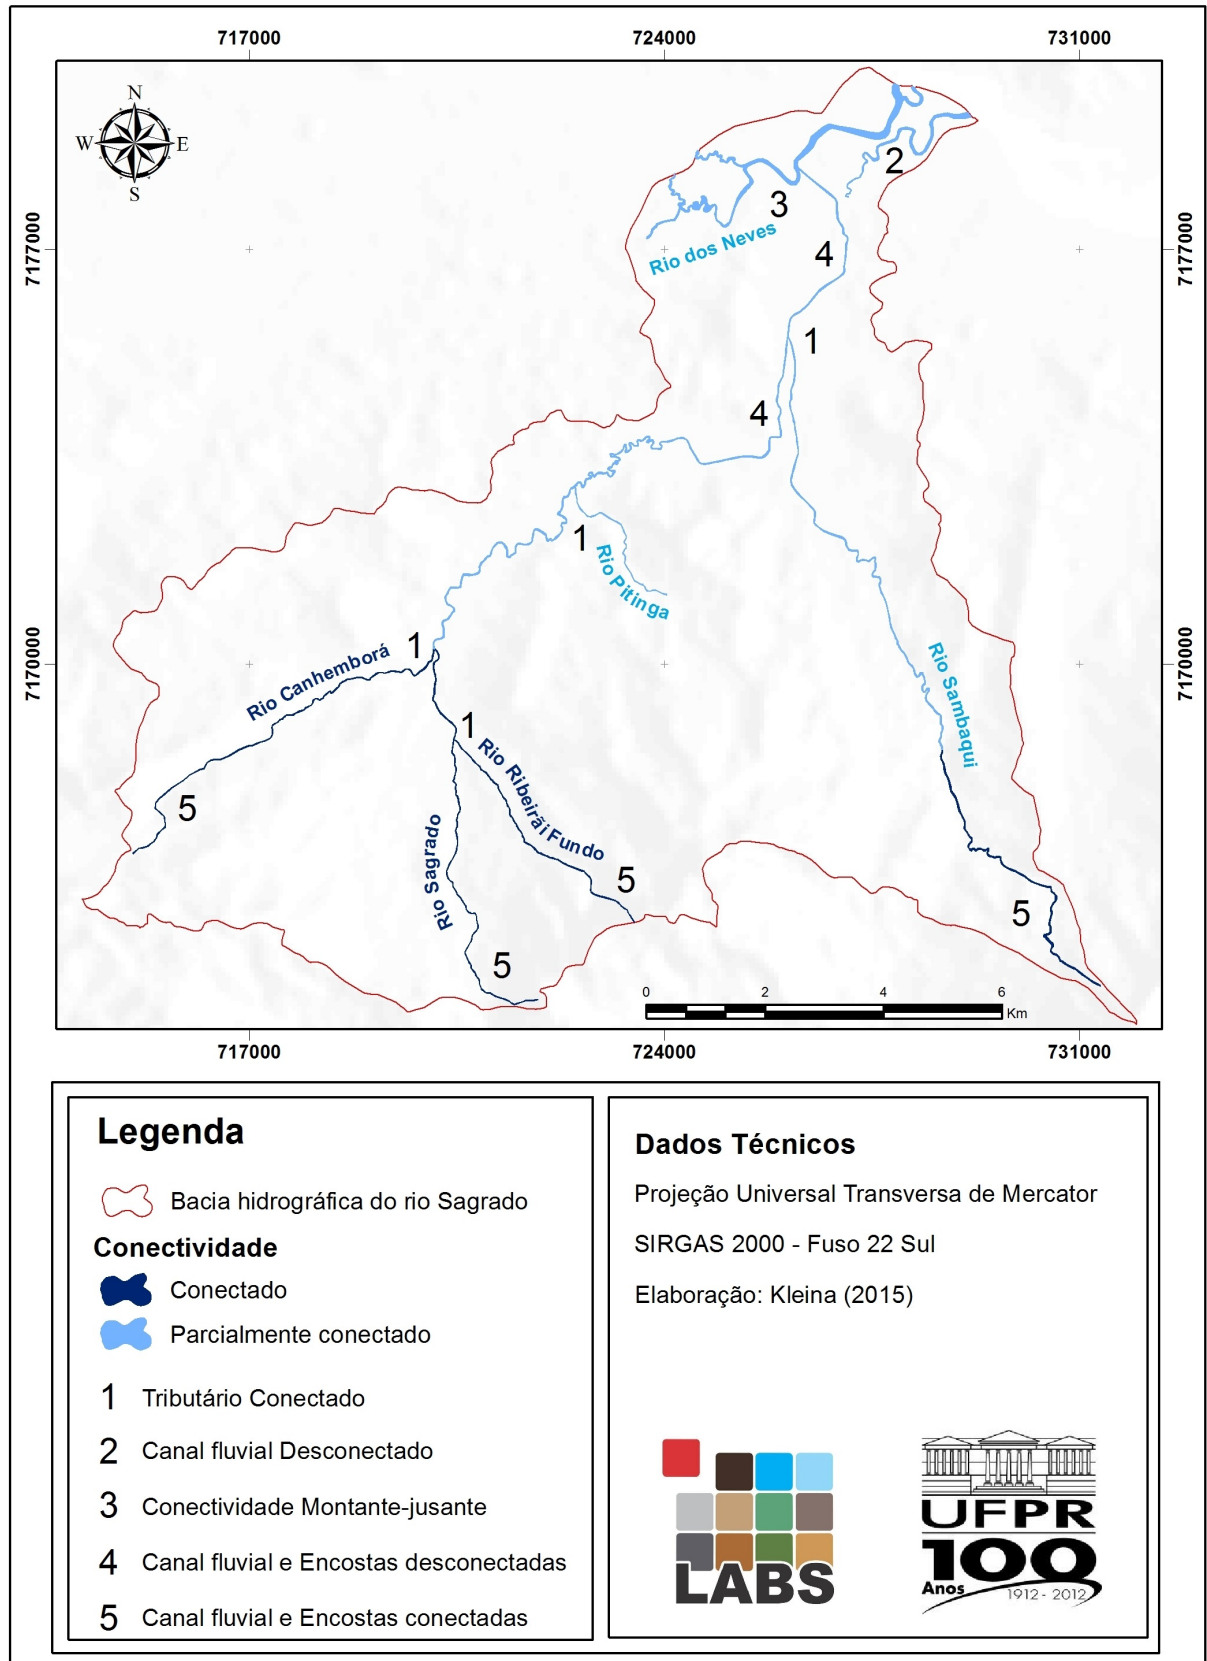 717000 724000 731000
N
W E
S
2
3
7177000 7177000
Rio dos Neves
4
1
4
1
Rio Pitinga
1
7170000 7170000
Rio Canhemborá
Rio Sambaqui
1
Rio Ribeirãi Fundo
5
Rio Sagrado
5
5
5
0 2 4 6
Km
717000 724000 731000
Legenda
Bacia hidrográfica do rio Sagrado
Conectividade
Conectado
Parcialmente conectado
1 Tributário Conectado
2 Canal fluvial Desconectado
3 Conectividade Montante-jusante
4 Canal fluvial e Encostas desconectadas
5 Canal fluvial e Encostas conectadas
Dados Técnicos
Projeção Universal Transversa de Mercator
SIRGAS 2000 - Fuso 22 Sul
Elaboração: Kleina (2015)
LABS
UFPR
100
Anos
1912 - 2012